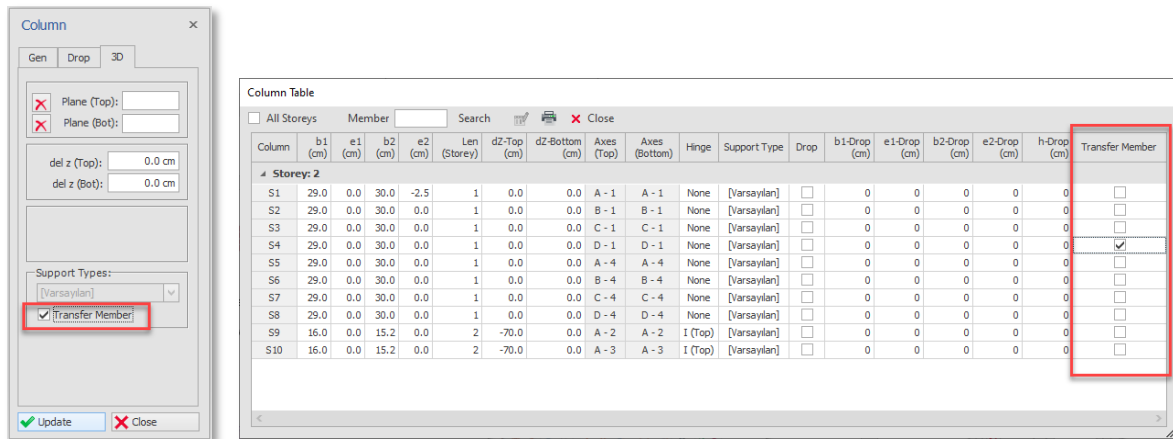 Column
Gen Drop 3D
Plane (Top):
Plane (Bot):
del z (Top): 0.0 cm
del z (Bot): 0.0 cm
Support Types:
[Varsayılan]
Transfer Member
Update Close
Column Table
All Storeys Member Search Close
Column b1 (cm) e1 (cm) b2 (cm) e2 (cm) Len (Storey) dZ-Top (cm) dZ-Bottom (cm) Axes (Top) Axes (Bottom) Hinge Support Type Drop b1-Drop (cm) e1-Drop (cm) b2-Drop (cm) e2-Drop (cm) h-Drop (cm) Transfer Member
Storey: 2
S1 29.0 0.0 30.0 -2.5 1 0.0 0.0 A - 1 A - 1 None [Varsayılan] 0 0 0 0 0
S2 29.0 0.0 30.0 0.0 1 0.0 0.0 B - 1 B - 1 None [Varsayılan] 0 0 0 0 0
S3 29.0 0.0 30.0 0.0 1 0.0 0.0 C - 1 C - 1 None [Varsayılan] 0 0 0 0 0
S4 29.0 0.0 30.0 0.0 1 0.0 0.0 D - 1 D - 1 None [Varsayılan] 0 0 0 0 0
S5 29.0 0.0 30.0 0.0 1 0.0 0.0 A - 4 A - 4 None [Varsayılan] 0 0 0 0 0
S6 29.0 0.0 30.0 0.0 1 0.0 0.0 B - 4 B - 4 None [Varsayılan] 0 0 0 0 0
S7 29.0 0.0 30.0 0.0 1 0.0 0.0 C - 4 C - 4 None [Varsayılan] 0 0 0 0 0
S8 29.0 0.0 30.0 0.0 1 0.0 0.0 D - 4 D - 4 None [Varsayılan] 0 0 0 0 0
S9 16.0 0.0 15.2 0.0 2 -70.0 0.0 A - 2 A - 2 I (Top) [Varsayılan] 0 0 0 0 0
S10 16.0 0.0 15.2 0.0 2 -70.0 0.0 A - 3 A - 3 I (Top) [Varsayılan] 0 0 0 0 0